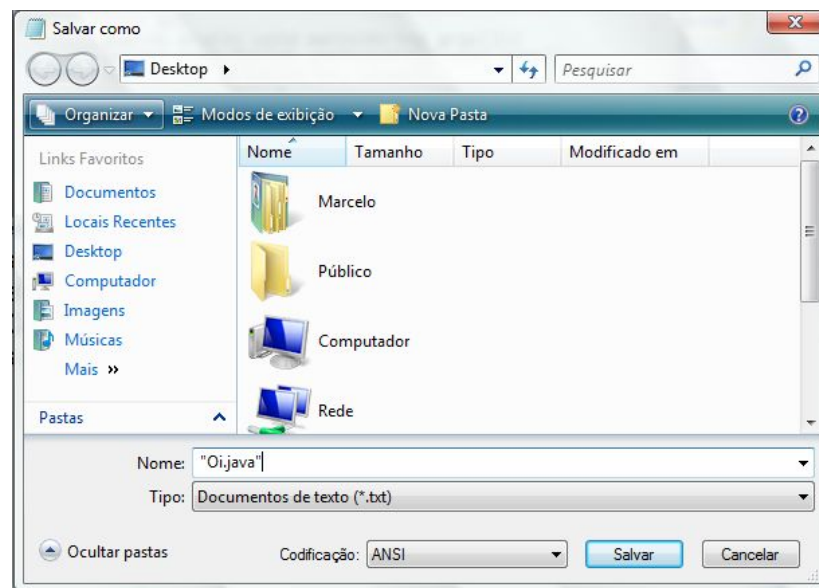 Salvar como
Desktop
Pesquisar
Organizar Modos de exibição Nova Pasta
Links Favoritos
Documentos
Locais Recentes
Desktop
Computador
Imagens
Músicas
Mais »
Pastas
Nome Tamanho Tipo Modificado em
Marcelo
Público
Computador
Rede
Nome: "Oi.java"
Tipo: Documentos de texto (*.txt)
Ocultar pastas Codificação: ANSI Salvar Cancelar